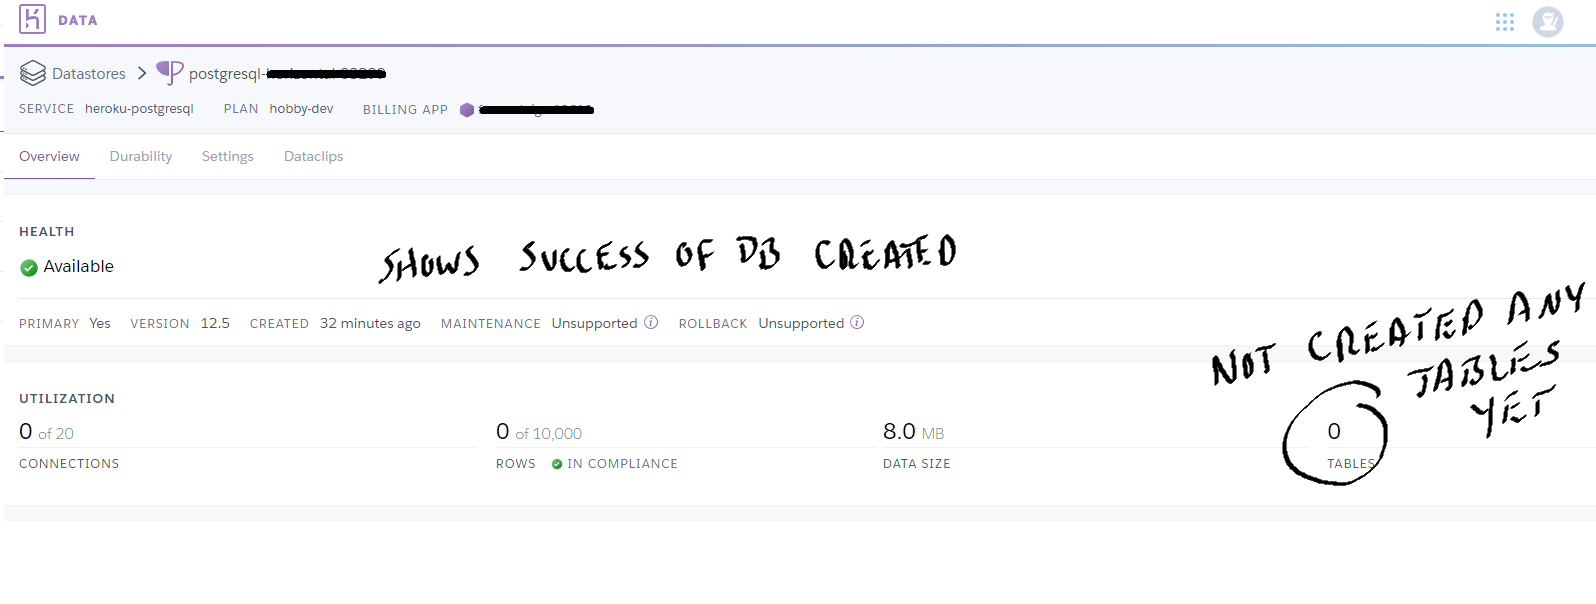 DATA
Datastores > postgresql-
SERVICE heroku-postgresql PLAN hobby-dev BILLING APP
Overview Durability Settings Dataclips
HEALTH
Available
SHOWS SUCCESS OF DB CREATED
PRIMARY Yes VERSION 12.5 CREATED 32 minutes ago MAINTENANCE Unsupported ROLLBACK Unsupported
NOT CREATED ANY
TABLES
YET
UTILIZATION
0 of 20 0 of 10,000 8.0 MB 0
CONNECTIONS ROWS IN COMPLIANCE DATA SIZE TABLES